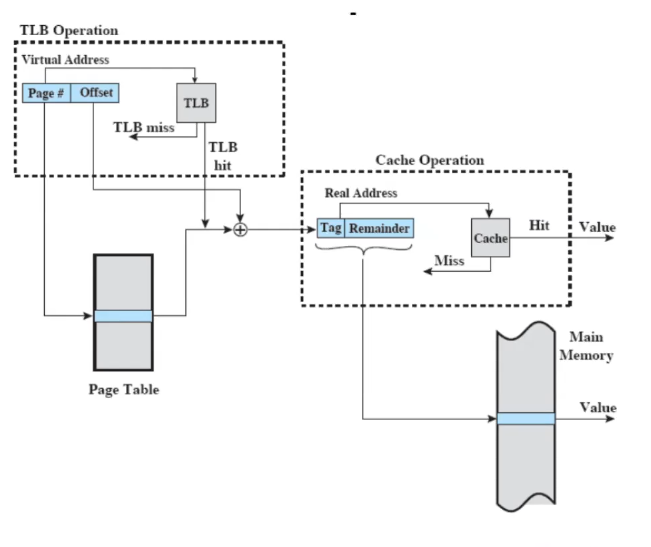 -
TLB Operation
Virtual Address
Page # Offset
TLB
TLB miss
TLB
hit
Cache Operation
Real Address
Tag Remainder
Cache
Hit
Value
Miss
Page Table
Main
Memory
Value